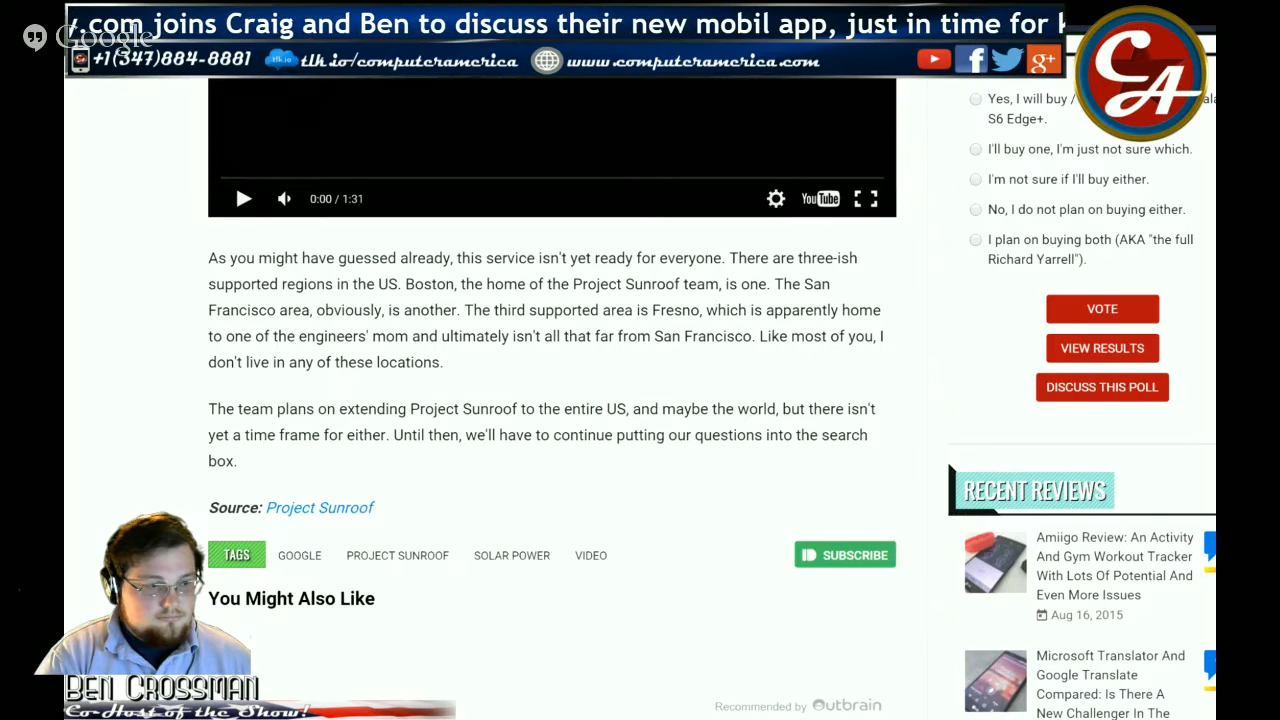 y.com joins Craig and Ben to discuss their new mobil app, just in time for
Google
+1(347)884-8881 tlk.io tlk.io/computeramerica www.computeramerica.com
CA
Yes, I will buy /
S6 Edge+.
I'll buy one, I'm just not sure which.
I'm not sure if I'll buy either.
No, I do not plan on buying either.
I plan on buying both (AKA "the full
Richard Yarrell").
VOTE
VIEW RESULTS
DISCUSS THIS POLL
0:00 / 1:31
YouTube
As you might have guessed already, this service isn't yet ready for everyone. There are three-ish
supported regions in the US. Boston, the home of the Project Sunroof team, is one. The San
Francisco area, obviously, is another. The third supported area is Fresno, which is apparently home
to one of the engineers' mom and ultimately isn't all that far from San Francisco. Like most of you, I
don't live in any of these locations.
The team plans on extending Project Sunroof to the entire US, and maybe the world, but there isn't
yet a time frame for either. Until then, we'll have to continue putting our questions into the search
box.
Source: Project Sunroof
TAGS GOOGLE PROJECT SUNROOF SOLAR POWER VIDEO
SUBSCRIBE
You Might Also Like
Recommended by Outbrain
RECENT REVIEWS
Amiigo Review: An Activity
And Gym Workout Tracker
With Lots Of Potential And
Even More Issues
Aug 16, 2015
Microsoft Translator And
Google Translate
Compared: Is There A
New Challenger In The
BEN CROSSMAN
Co-Host of the Show!